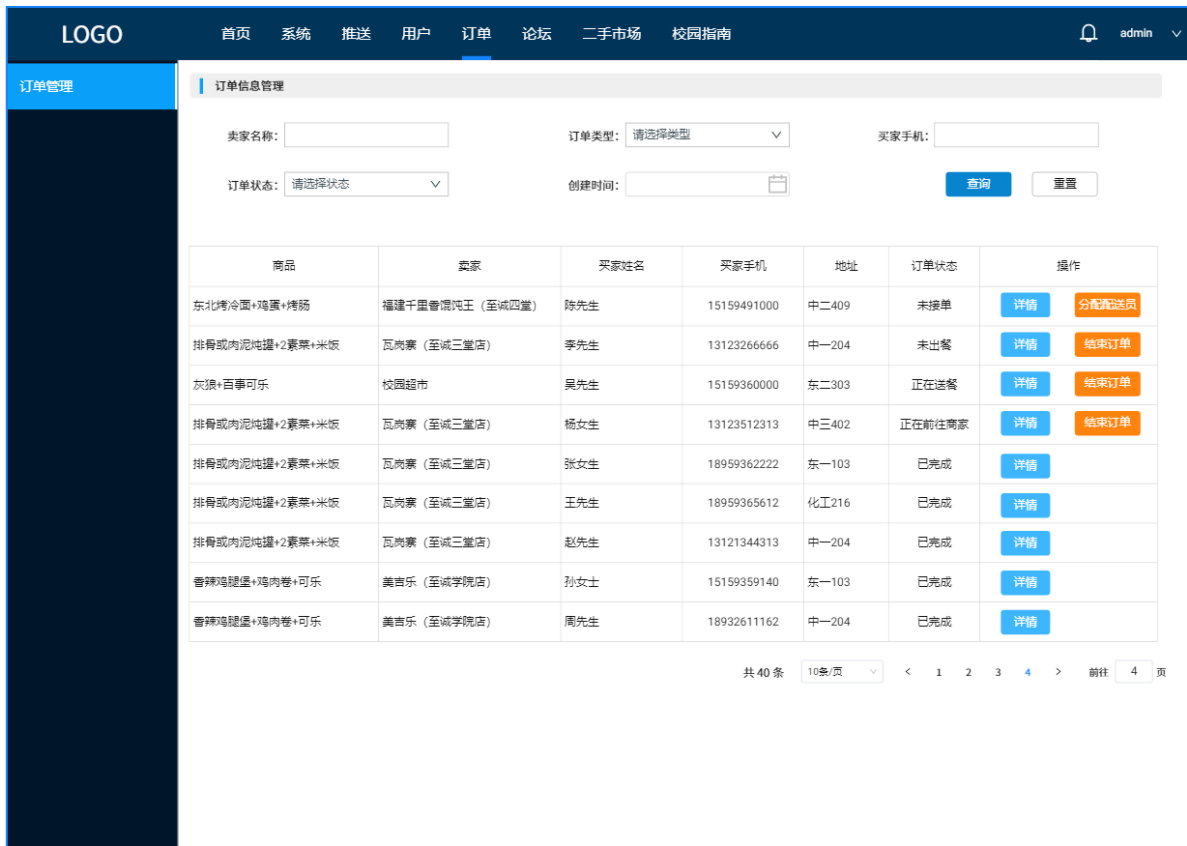 LOGO 首页 系统 推送 用户 订单 论坛 二手市场 校园指南 admin
订单管理
订单信息管理
卖家名称： 订单类型： 请选择类型 买家手机：
订单状态： 请选择状态 创建时间： 查询 重置
商品 卖家 买家姓名 买家手机 地址 订单状态 操作
东北烤冷面+鸡蛋+烤肠 福建千里香馄饨王（至诚四堂） 陈先生 15159491000 中二409 未接单 详情 分配配送员
排骨或肉泥炖罐+2素菜+米饭 瓦岗寨（至诚三堂店） 李先生 13123266666 中一204 未出餐 详情 结束订单
灰狼+百事可乐 校园超市 吴先生 15159360000 东二303 正在送餐 详情 结束订单
排骨或肉泥炖罐+2素菜+米饭 瓦岗寨（至诚三堂店） 杨女生 13123512313 中三402 正在前往商家 详情 结束订单
排骨或肉泥炖罐+2素菜+米饭 瓦岗寨（至诚三堂店） 张女生 18959362222 东一103 已完成 详情
排骨或肉泥炖罐+2素菜+米饭 瓦岗寨（至诚三堂店） 王先生 18959365612 化工216 已完成 详情
排骨或肉泥炖罐+2素菜+米饭 瓦岗寨（至诚三堂店） 赵先生 13121344313 中一204 已完成 详情
香辣鸡腿堡+鸡肉卷+可乐 美吉乐（至诚学院店） 孙女士 15159359140 东一103 已完成 详情
香辣鸡腿堡+鸡肉卷+可乐 美吉乐（至诚学院店） 周先生 18932611162 中一204 已完成 详情
共 40 条 10条/页 < 1 2 3 4 > 前往 4 页